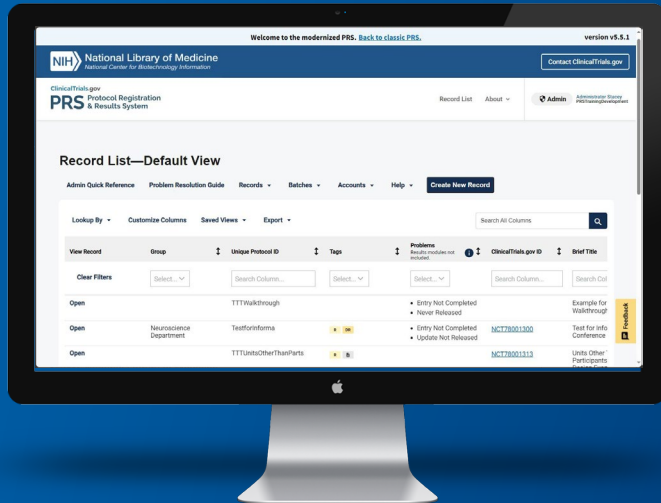 Welcome to the modernized PRS. Back to classic PRS.
version v5.5.1
NIH
National Library of Medicine
National Center for Biotechnology Information
Contact ClinicalTrials.gov
ClinicalTrials.gov
PRS Protocol Registration & Results System
Record List
About
Admin
Administrator Stacey
PRSTrainingDevelopment
Record List—Default View
Admin Quick Reference
Problem Resolution Guide
Records
Batches
Accounts
Help
Create New Record
Lookup By
Customize Columns
Saved Views
Export
Search All Columns
View Record
Group
Unique Protocol ID
Tags
Problems
Results modules not included.
ClinicalTrials.gov ID
Brief Title
Clear Filters
Select...
Search Column...
Select...
Select...
Search Column...
Search Col
Open
TTTWalkthrough
Entry Not Completed
Never Released
Example for
Walkthrough
Open
Neuroscience
Department
TestforInforma
Entry Not Completed
Update Not Released
NCT78001300
Test for Info
Conference
Open
TTTUnitsOtherThanParts
NCT78001313
Units Other
Participants
Feedback